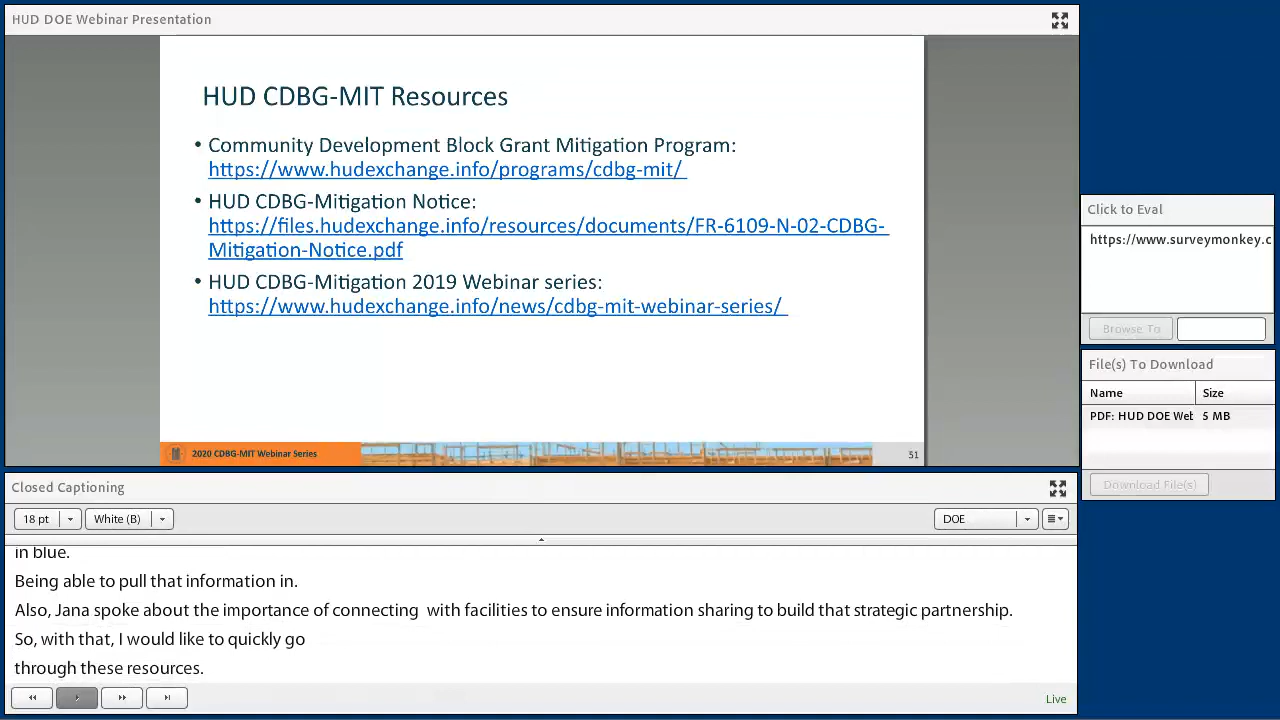 HUD DOE Webinar Presentation
HUD CDBG-MIT Resources
• Community Development Block Grant Mitigation Program:
https://www.hudexchange.info/programs/cdbg-mit/
• HUD CDBG-Mitigation Notice:
https://files.hudexchange.info/resources/documents/FR-6109-N-02-CDBG-
Mitigation-Notice.pdf
• HUD CDBG-Mitigation 2019 Webinar series:
https://www.hudexchange.info/news/cdbg-mit-webinar-series/
2020 CDBG-MIT Webinar Series
51
Click to Eval
https://www.surveymonkey.c
Browse To
File(s) To Download
Name Size
PDF: HUD DOE Wet 5 MB
Download File(s)
Closed Captioning
18 pt White (B) DOE
in blue.
Being able to pull that information in.
Also, Jana spoke about the importance of connecting with facilities to ensure information sharing to build that strategic partnership.
So, with that, I would like to quickly go
through these resources.
Live